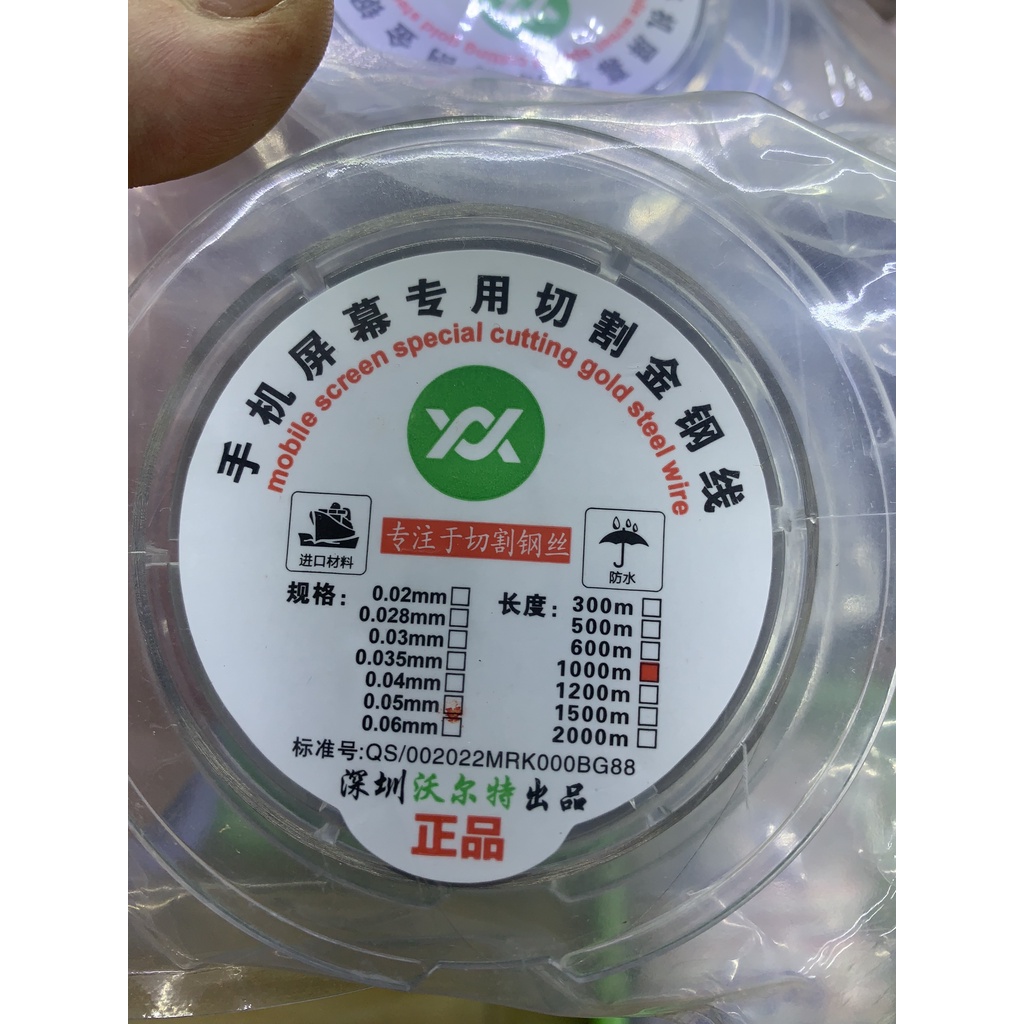 手机屏幕专用切割金钢线
mobile screen special cutting gold steel wire
进口材料
专注于切割钢丝
防水
规格：
0.02mm
0.028mm
0.03mm
0.035mm
0.04mm
0.05mm
0.06mm
长度：
300m
500m
600m
1000m
1200m
1500m
2000m
标准号:QS/002022MRK000BG88
深圳沃尔特出品
正品